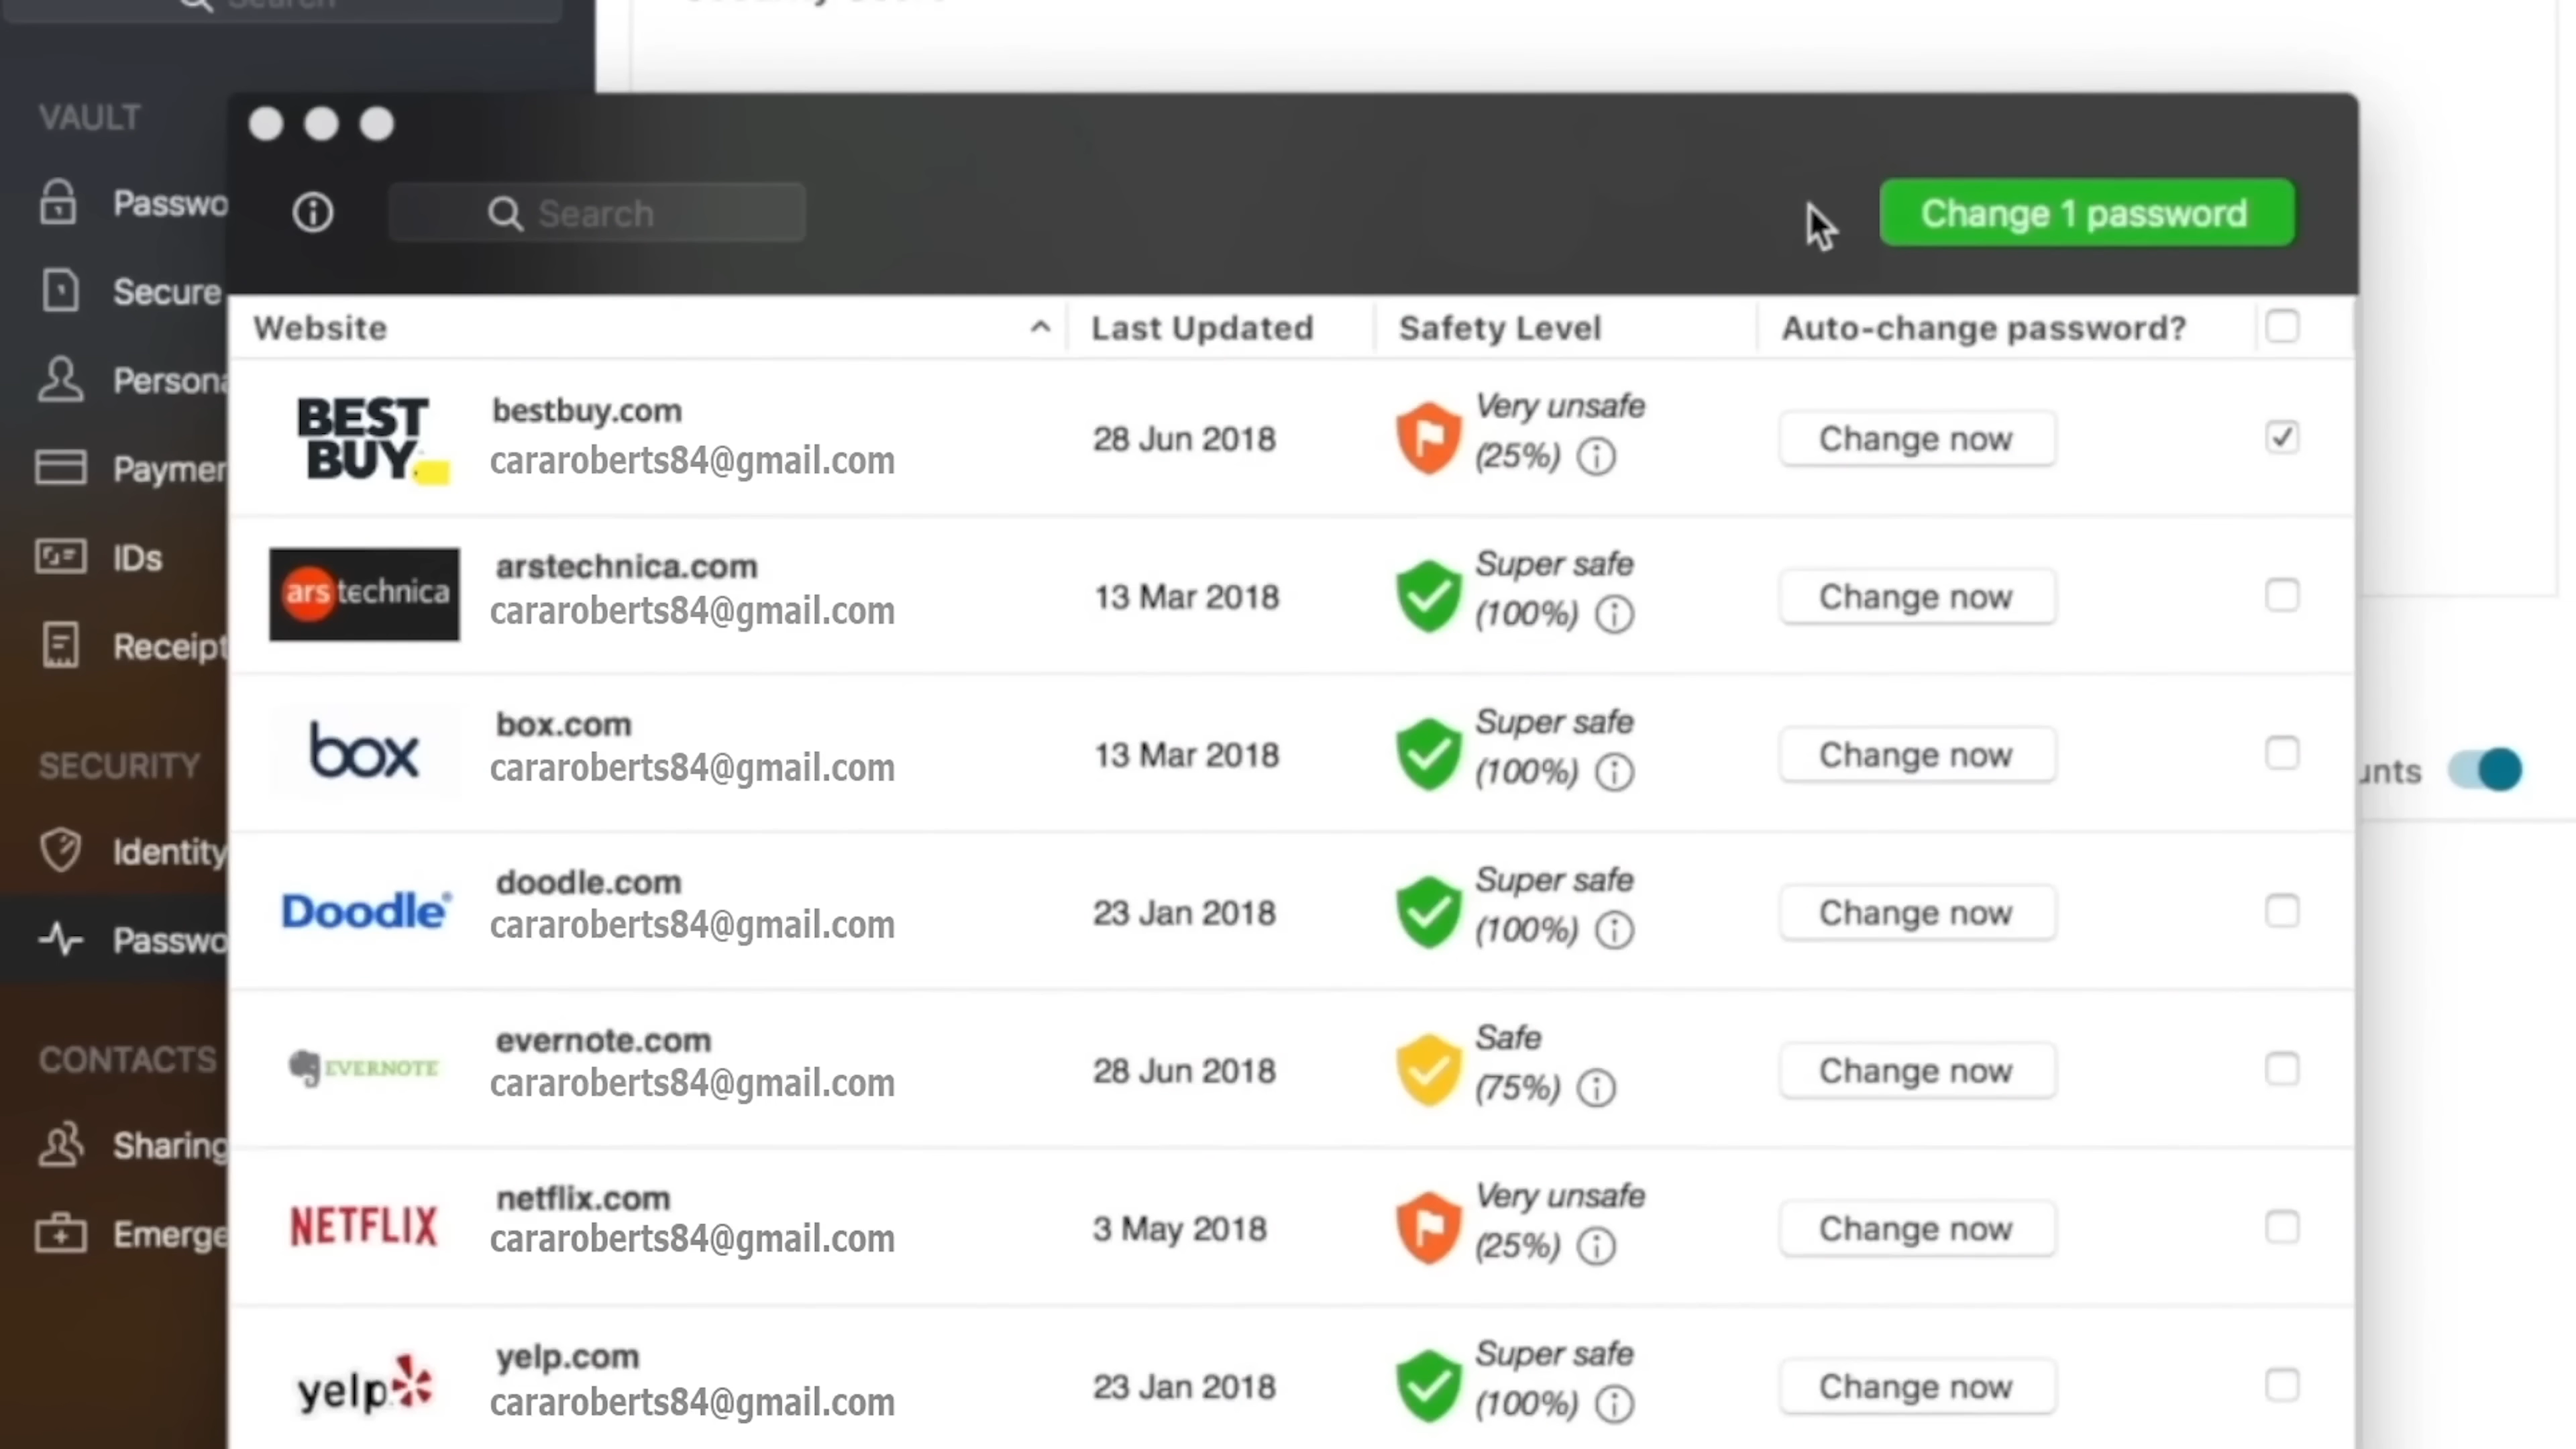 Search
VAULT
Passwo
Secure
Persona
Paymen
IDs
Receipt
SECURITY
Identity
Passwo
CONTACTS
Sharing
Emerge
Search
Change 1 password
Website
Last Updated
Safety Level
Auto-change password?
BEST
BUY
bestbuy.com
cararoberts84@gmail.com
28 Jun 2018
Very unsafe
(25%)
Change now
ars technica
arstechnica.com
cararoberts84@gmail.com
13 Mar 2018
Super safe
(100%)
Change now
box
box.com
cararoberts84@gmail.com
13 Mar 2018
Super safe
(100%)
Change now
Doodle
doodle.com
cararoberts84@gmail.com
23 Jan 2018
Super safe
(100%)
Change now
EVERNOTE
evernote.com
cararoberts84@gmail.com
28 Jun 2018
Safe
(75%)
Change now
NETFLIX
netflix.com
cararoberts84@gmail.com
3 May 2018
Very unsafe
(25%)
Change now
yelp
yelp.com
cararoberts84@gmail.com
23 Jan 2018
Super safe
(100%)
Change now
unts